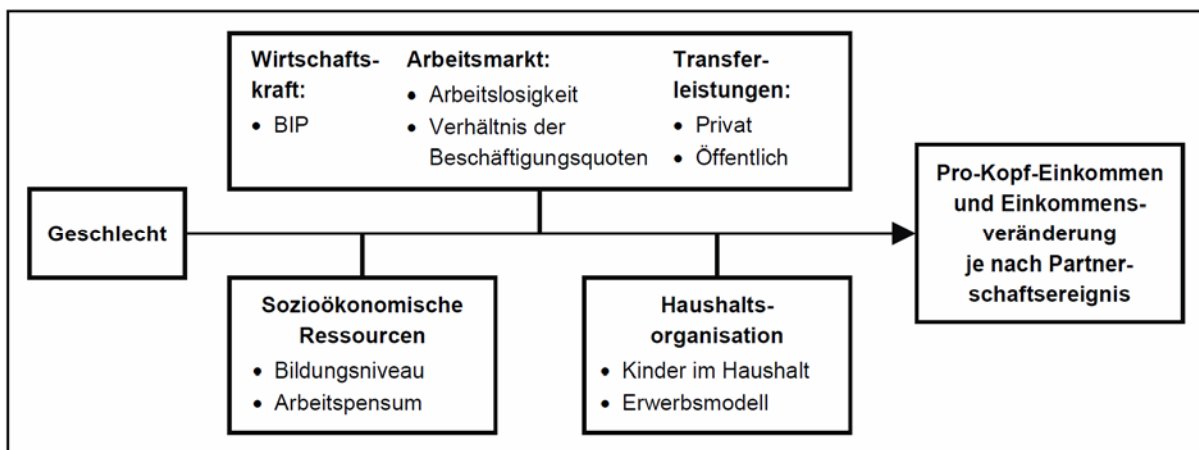 Wirtschafts-
kraft:
• BIP
Arbeitsmarkt:
• Arbeitslosigkeit
• Verhältnis der
Beschäftigungsquoten
Transfer-
leistungen:
• Privat
• Öffentlich
Geschlecht
Pro-Kopf-Einkommen
und Einkommens-
veränderung
je nach Partner-
schaftsereignis
Sozioökonomische
Ressourcen
• Bildungsniveau
• Arbeitspensum
Haushalts-
organisation
• Kinder im Haushalt
• Erwerbsmodell